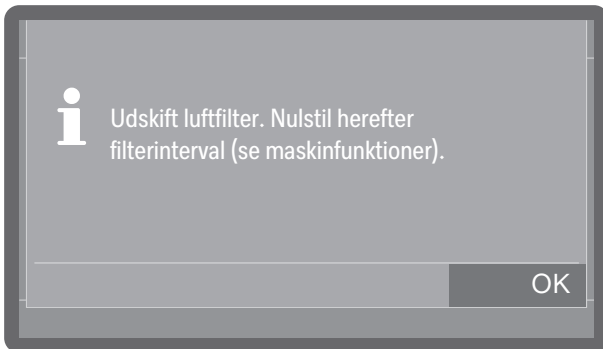 Udskift luftfilter. Nulstil herefter
filterinterval (se maskinfunktioner).
OK